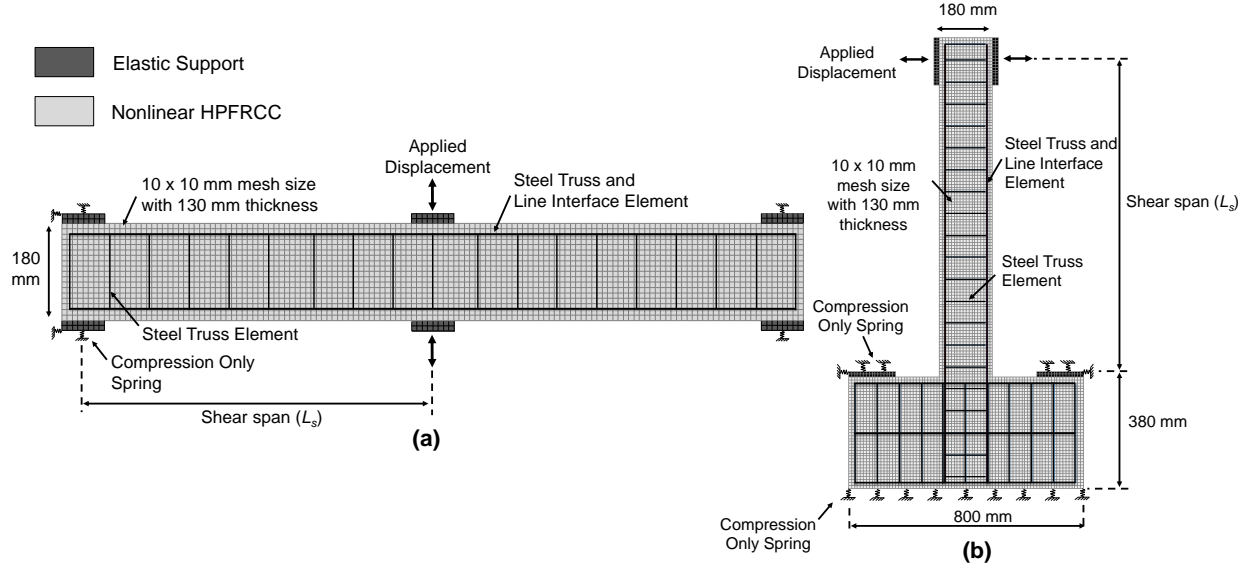 Elastic Support
Nonlinear HPFRCC
10 x 10 mm mesh size
with 130 mm thickness
Applied
Displacement
Steel Truss and
Line Interface Element
180
mm
Steel Truss Element
Compression Only
Spring
Shear span (Ls)
(a)
180 mm
Applied
Displacement
Steel Truss and
Line Interface
Element
10 x 10 mm
mesh size
with 130 mm
thickness
Shear span (Ls)
Steel Truss
Element
Compression
Only Spring
380 mm
Compression
Only Spring
800 mm
(b)